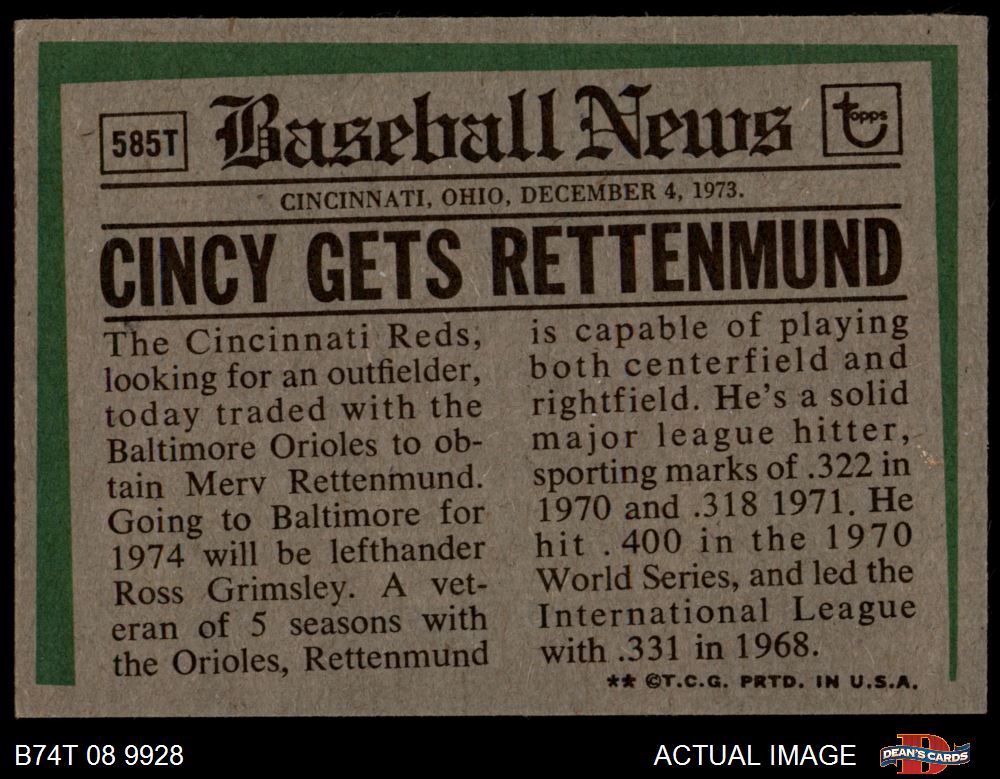 585T
Baseball News
topps
CINCINNATI, OHIO, DECEMBER 4, 1973.
CINCY GETS RETTENMUND
The Cincinnati Reds,
looking for an outfielder,
today traded with the
Baltimore Orioles to ob-
tain Merv Rettenmund.
Going to Baltimore for
1974 will be lefthander
Ross Grimsley. A vet-
eran of 5 seasons with
the Orioles, Rettenmund
is capable of playing
both centerfield and
rightfield. He's a solid
major league hitter,
sporting marks of .322 in
1970 and .318 1971. He
hit .400 in the 1970
World Series, and led the
International League
with .331 in 1968.
** ©T.C.G. PRTD. IN U.S.A.
B74T 08 9928
ACTUAL IMAGE
DEAN'S CARDS